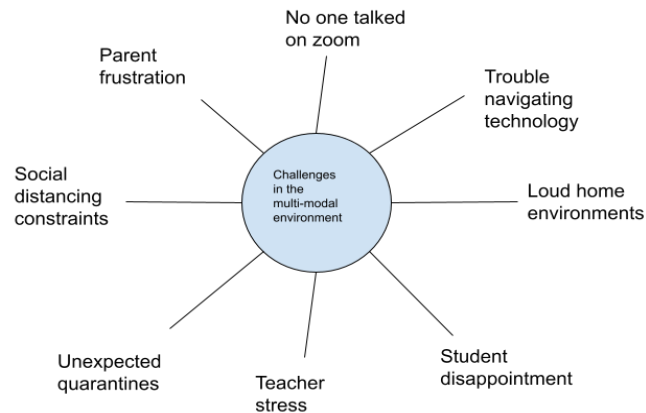 No one talked
on zoom
Parent
frustration
Trouble
navigating
technology
Social
distancing
constraints
Challenges
in the
multi-modal
environment
Loud home
environments
Unexpected
quarantines
Teacher
stress
Student
disappointment